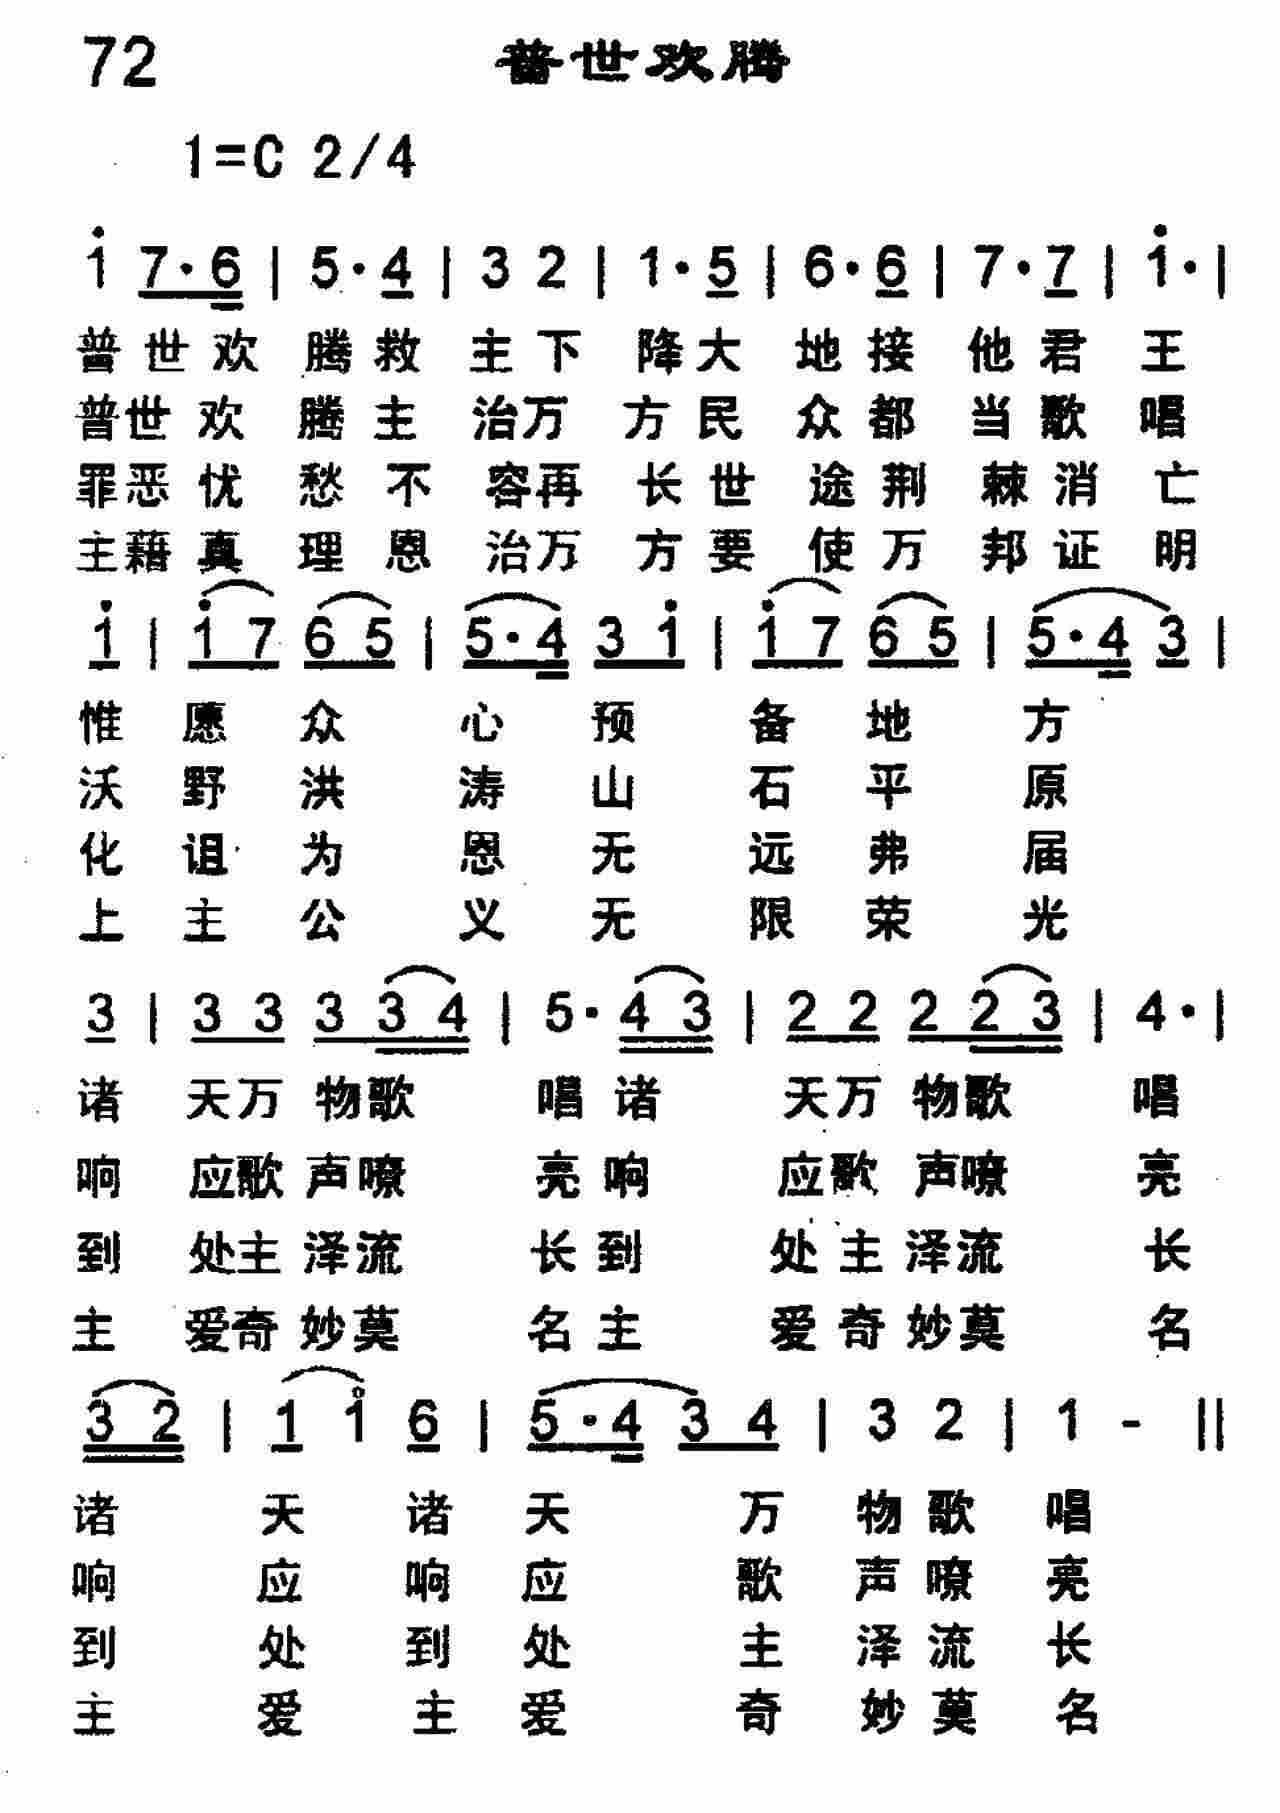 72 普世欢腾
1=C 2/4
i 7·6 | 5·4 | 3 2 | 1·5 | 6·6 | 7·7 | i·|
普世欢腾救主下降大地接他君王
普世欢腾主治万方民众都当歌唱
罪恶忧愁不容再长世途荆棘消亡
主藉真理恩治万方要使万邦证明
i | i 7 6 5 | 5·4 3 i | i 7 6 5 | 5·4 3 |
惟愿众心预备地方
沃野洪涛山石平原
化诅为恩无远弗届
上主公义无限荣光
3 | 3 3 3 3 4 | 5·4 3 | 2 2 2 2 3 | 4·|
诸天万物歌唱诸天万物歌唱
响应歌声嘹亮响应歌声嘹亮
到处主泽流长到处主泽流长
主爱奇妙莫名主爱奇妙莫名
3 2 | 1 i 6 | 5·4 3 4 | 3 2 | 1 - ||
诸天诸天万物歌唱
响应响应歌声嘹亮
到处到处主泽流长
主爱主爱奇妙莫名